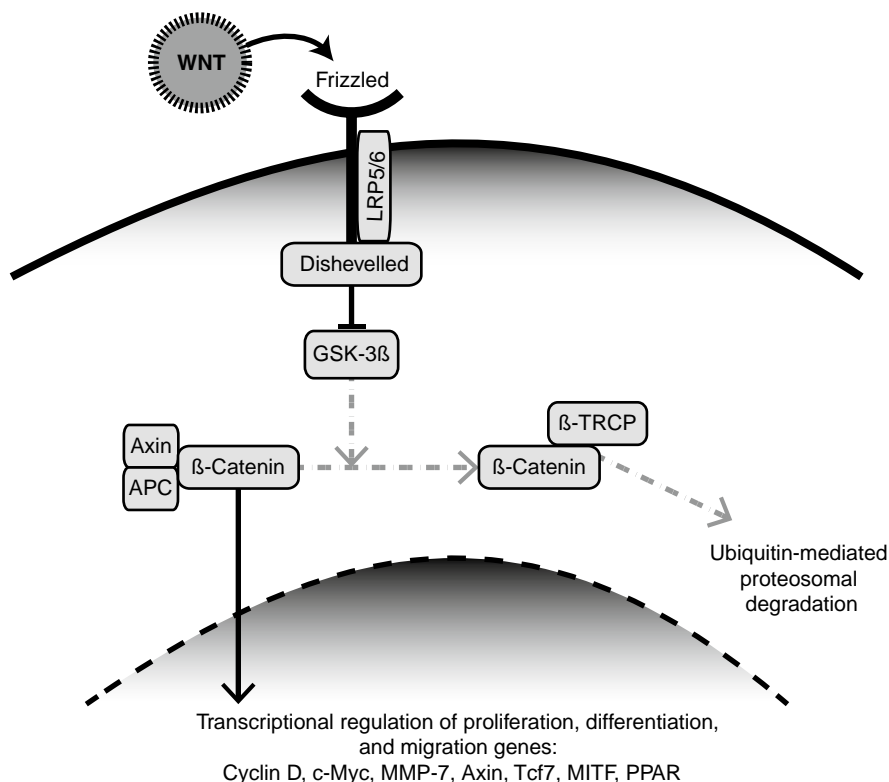 WNT
Frizzled
LRP5/6
Dishevelled
GSK-3ß
ß-TRCP
Axin
ß-Catenin
ß-Catenin
APC
Ubiquitin-mediated
proteosomal
degradation
Transcriptional regulation of proliferation, differentiation,
and migration genes:
Cyclin D, c-Myc, MMP-7, Axin, Tcf7, MITF, PPAR